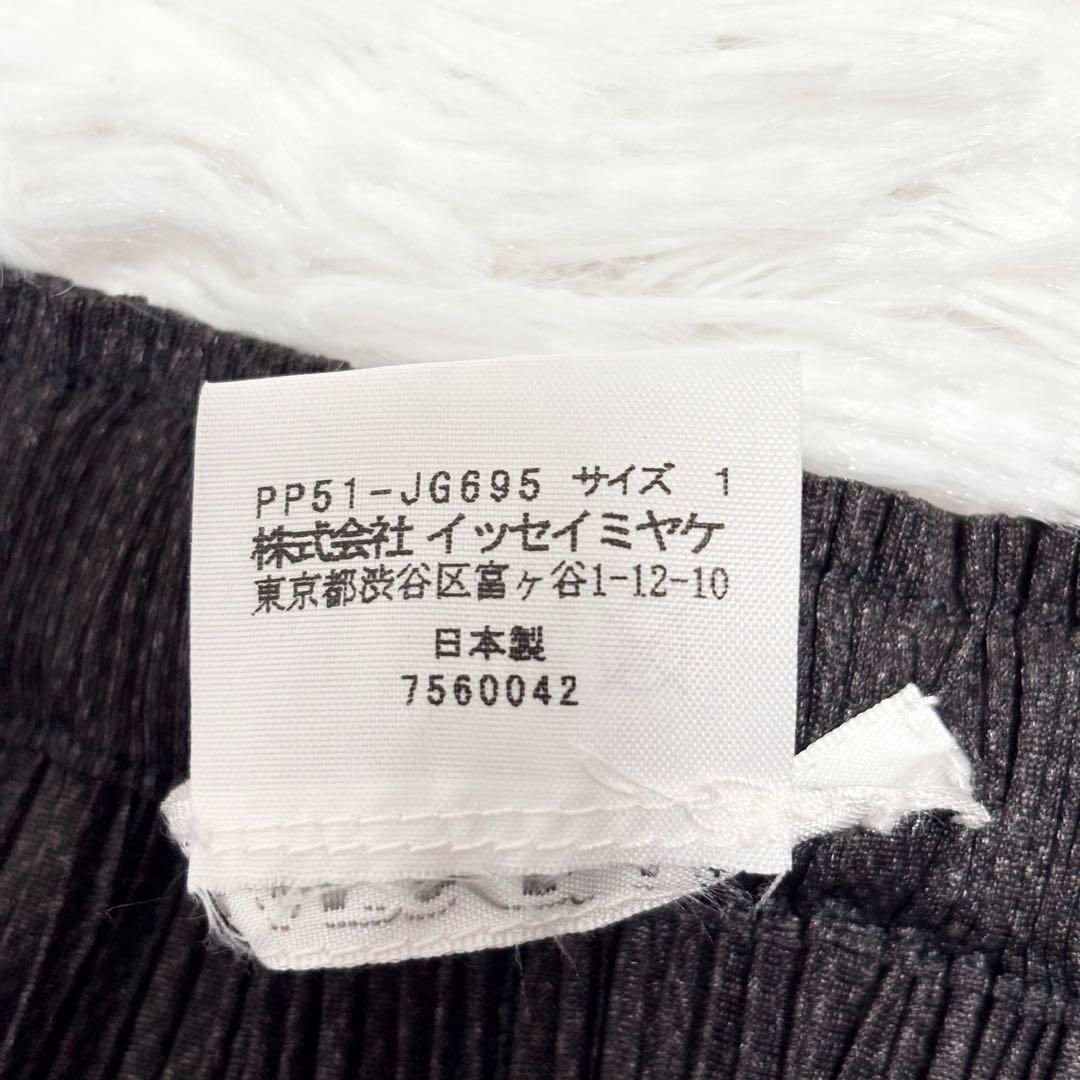 PP51-JG695 サイズ 1
株式会社 イッセイミヤケ
東京都渋谷区富ヶ谷1-12-10
日本製
7560042